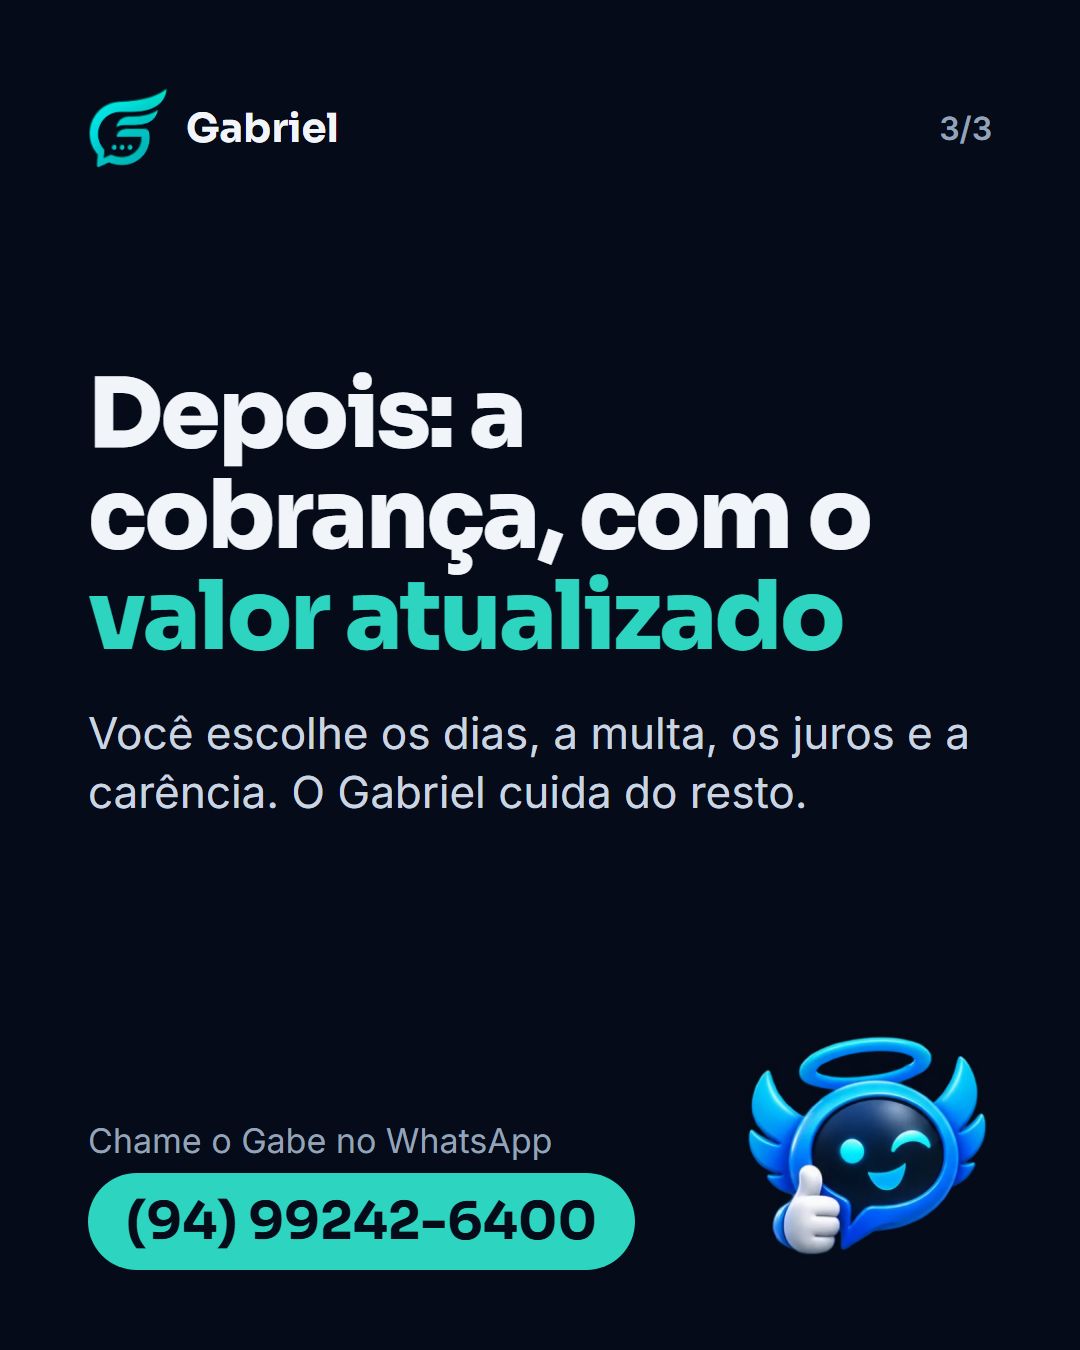 Gabriel
3/3
Depois: a
cobrança, com o
valor atualizado
Você escolhe os dias, a multa, os juros e a
carência. O Gabriel cuida do resto.
Chame o Gabe no WhatsApp
(94) 99242-6400